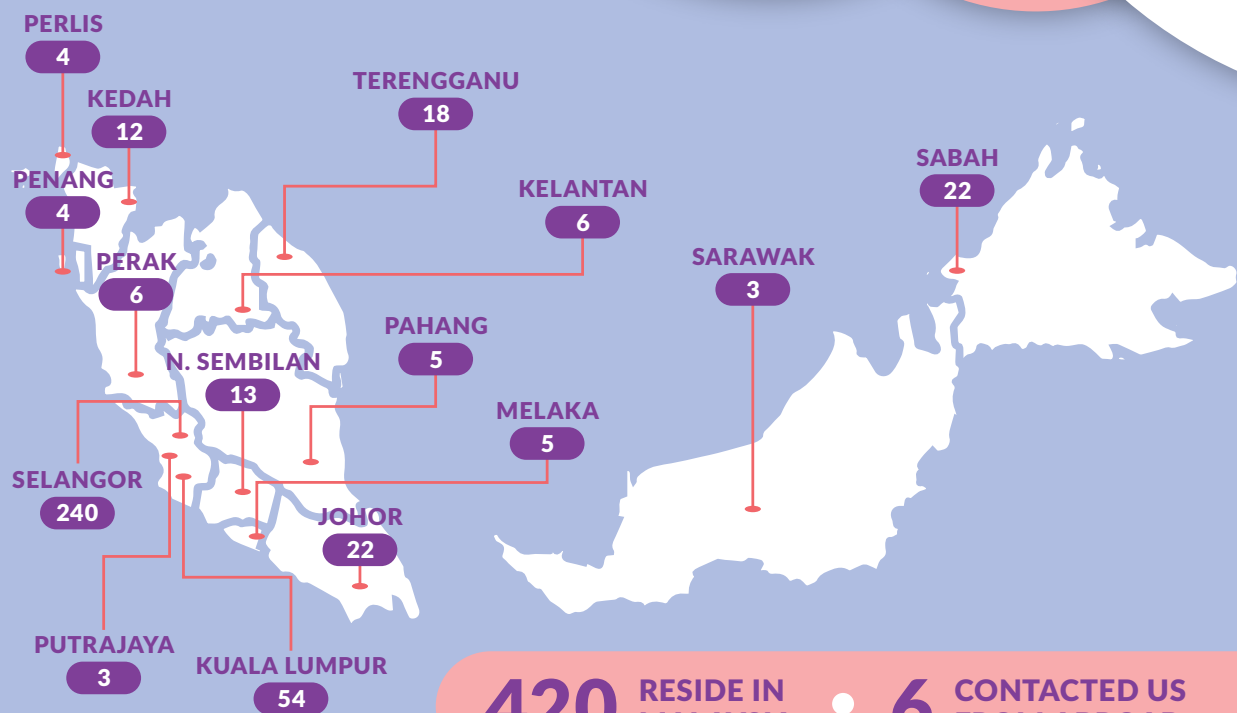 PERLIS
4
KEDAH
12
TERENGGANU
18
PENANG
4
KELANTAN
6
SABAH
22
PERAK
6
SARAWAK
3
PAHANG
5
N. SEMBILAN
13
MELAKA
5
SELANGOR
240
JOHOR
22
PUTRAJAYA
3
KUALA LUMPUR
54
420 RESIDE IN
6 CONTACTED US